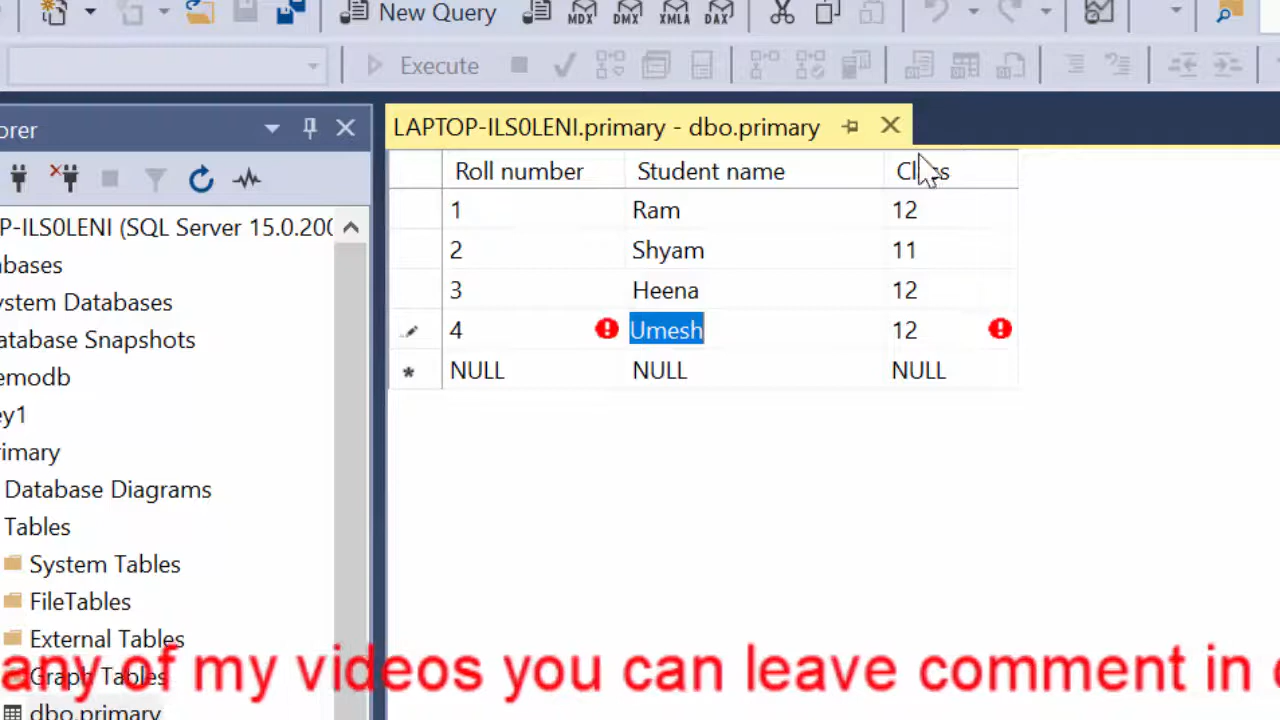 New Query
MDX DMX XMLA DAX
Execute
orer
LAPTOP-ILS0LENI.primary - dbo.primary
Roll number Student name Class
1 Ram 12
2 Shyam 11
3 Heena 12
4 Umesh 12
* NULL NULL NULL
P-ILS0LENI (SQL Server 15.0.200
abases
ystem Databases
atabase Snapshots
emodb
ey1
rimary
Database Diagrams
Tables
System Tables
FileTables
External Tables
Graph Tables
dbo.primary
any of my videos you can leave comment in